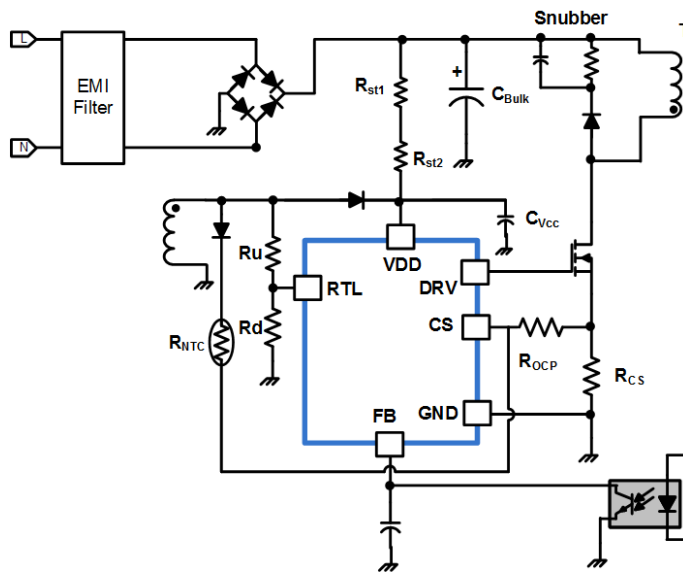 Snubber
L
EMI
Filter
N
Rst1
+
CBulk
Rst2
CVcc
VDD
Ru
RTL
DRV
CS
Rd
RNTC
ROCP
RCS
FB
GND